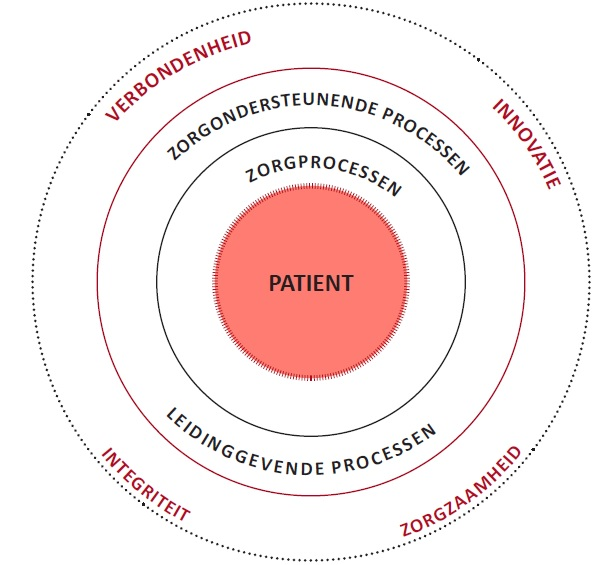 VERBONDENHEID
INNOVATIE
ZORGONDERSTEUNENDE PROCESSEN
ZORGPROCESSEN
PATIENT
LEIDINGGEVENDE PROCESSEN
INTEGRITEIT
ZORGZAAMHEID